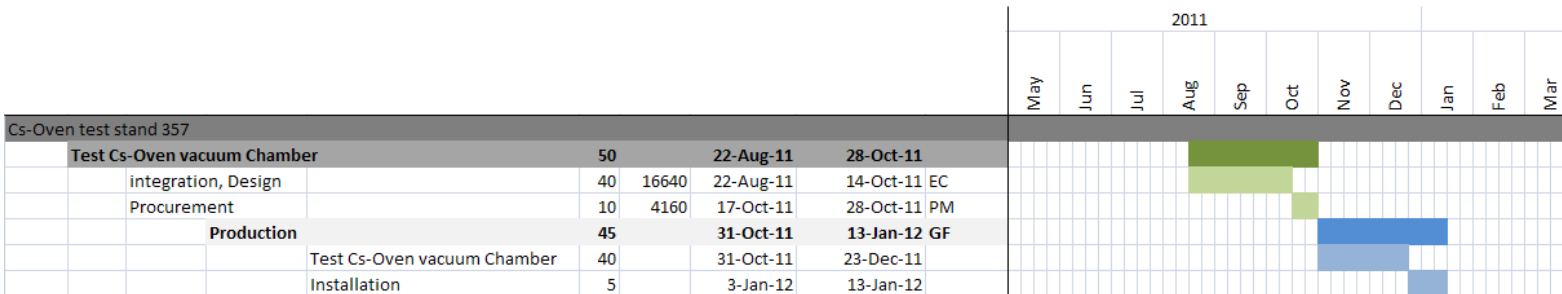 2011
May Jun Jul Aug Sep Oct Nov Dec Jan Feb Mar
Cs-Oven test stand 357
Test Cs-Oven vacuum Chamber 50 22-Aug-11 28-Oct-11
integration, Design 40 16640 22-Aug-11 14-Oct-11 EC
Procurement 10 4160 17-Oct-11 28-Oct-11 PM
Production 45 31-Oct-11 13-Jan-12 GF
Test Cs-Oven vacuum Chamber 40 31-Oct-11 23-Dec-11
Installation 5 3-Jan-12 13-Jan-12